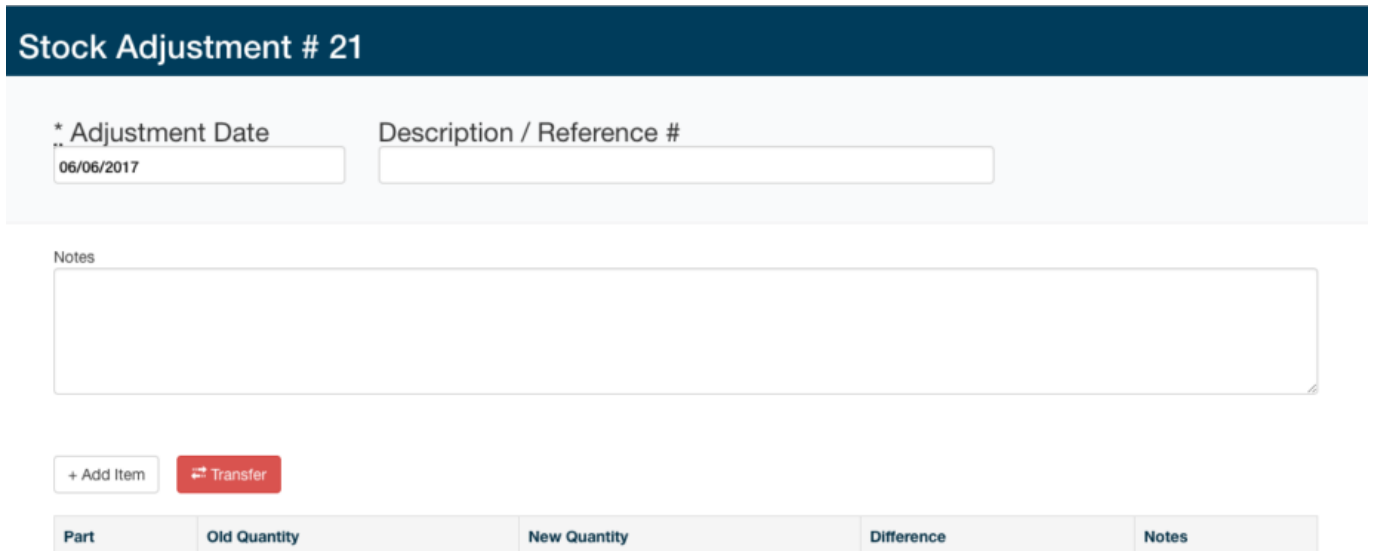 Stock Adjustment # 21
* Adjustment Date Description / Reference #
06/06/2017
Notes
+ Add Item Transfer
Part Old Quantity New Quantity Difference Notes